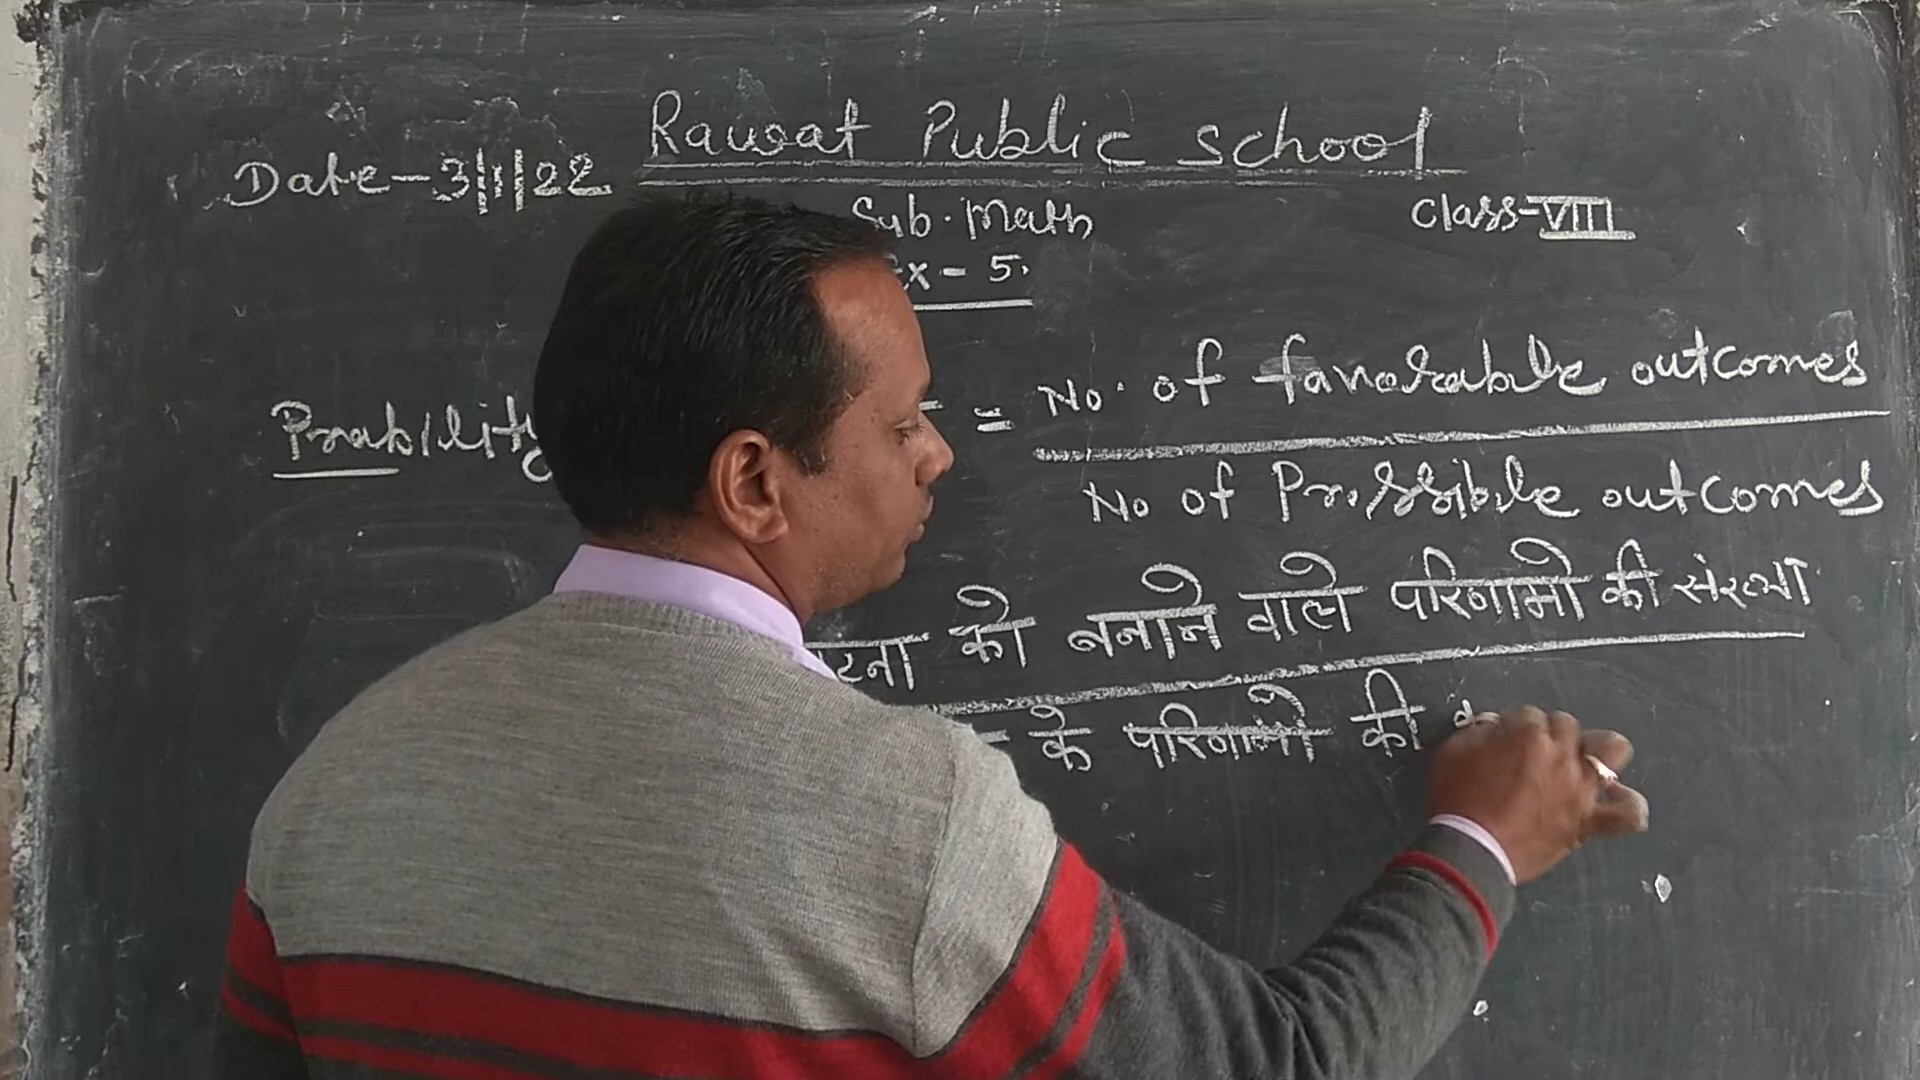 Rawat Public School
Date-3|1|22
Sub. Math
Class-VIII
Ex - 5.
Probability = No. of favourable outcomes
No of Possible outcomes
को बनाने वाले परिणामो की संख्या
के परिणामो की